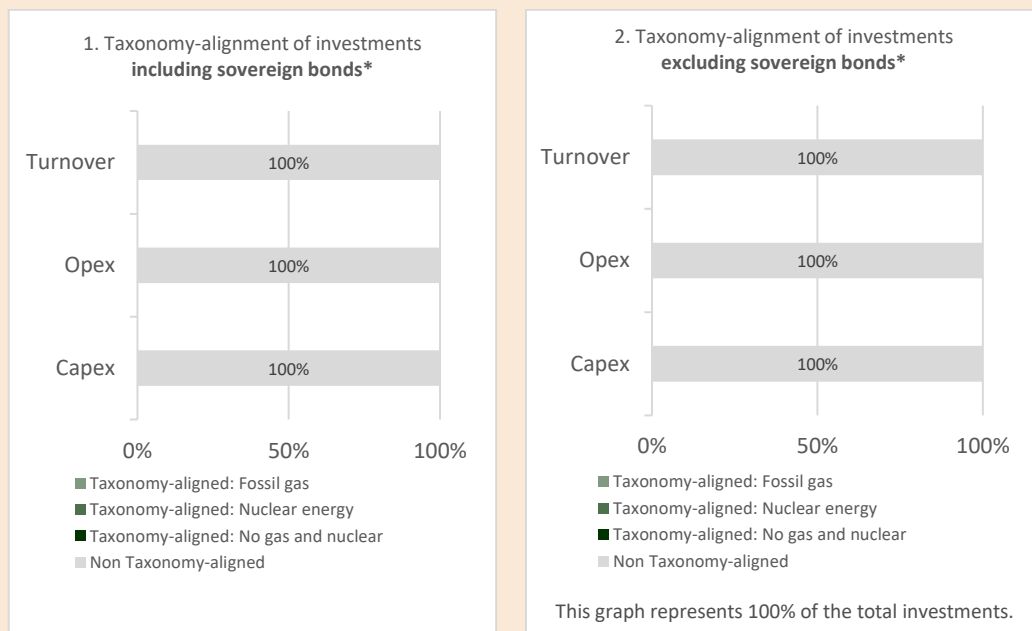 1. Taxonomy-alignment of investments
including sovereign bonds*
Turnover
100%
Opex
100%
Capex
100%
0%
50%
100%
Taxonomy-aligned: Fossil gas
Taxonomy-aligned: Nuclear energy
Taxonomy-aligned: No gas and nuclear
Non Taxonomy-aligned
2. Taxonomy-alignment of investments
excluding sovereign bonds*
Turnover
100%
Opex
100%
Capex
100%
0%
50%
100%
Taxonomy-aligned: Fossil gas
Taxonomy-aligned: Nuclear energy
Taxonomy-aligned: No gas and nuclear
Non Taxonomy-aligned
This graph represents 100% of the total investments.